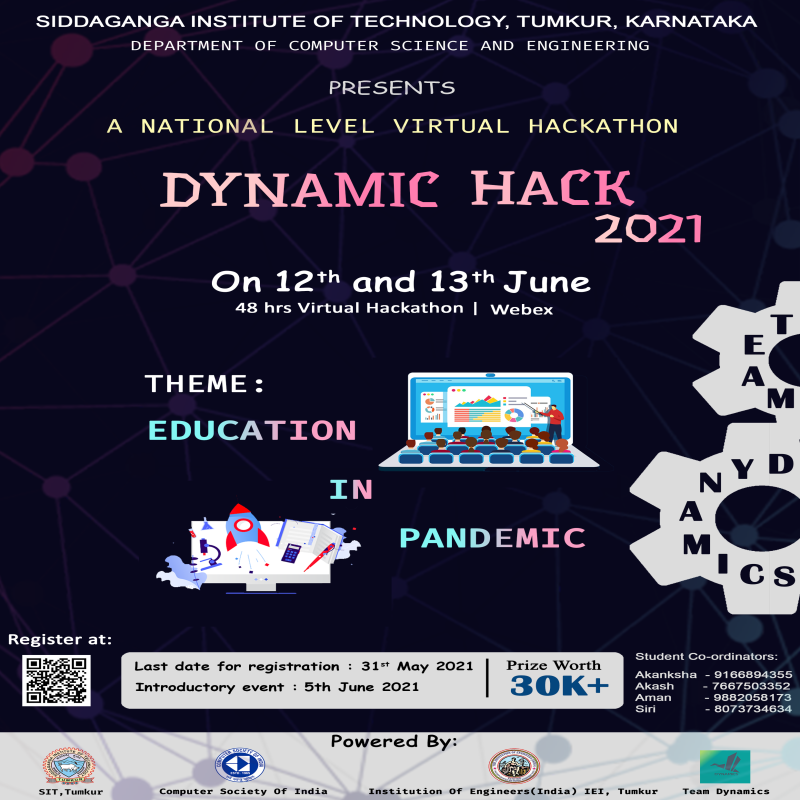 SIDDAGANGA INSTITUTE OF TECHNOLOGY, TUMKUR, KARNATAKA
DEPARTMENT OF COMPUTER SCIENCE AND ENGINEERING
PRESENTS
A NATIONAL LEVEL VIRTUAL HACKATHON
DYNAMIC HACK
2021
On 12th and 13th June
48 hrs Virtual Hackathon | Webex
TEAM
DYNAMICS
THEME:
EDUCATION
IN
PANDEMIC
Register at:
Last date for registration : 31st May 2021
Introductory event : 5th June 2021
Prize Worth
30K+
Student Co-ordinators:
Akanksha - 9166894355
Akash - 7667503352
Aman - 9882058173
Siri - 8073734634
Powered By:
SIT,Tumkur
Computer Society Of India
Institution Of Engineers(India) IEI, Tumkur
Team Dynamics